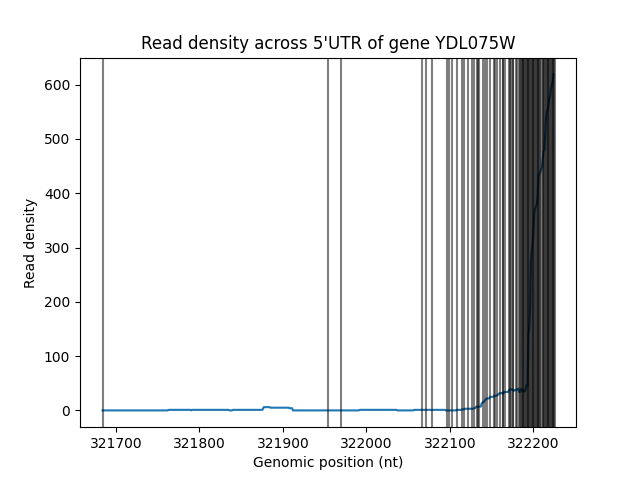 Read density across 5'UTR of gene YDL075W
600
500
400
300
200
100
0
Read density
321700 321800 321900 322000 322100 322200
Genomic position (nt)